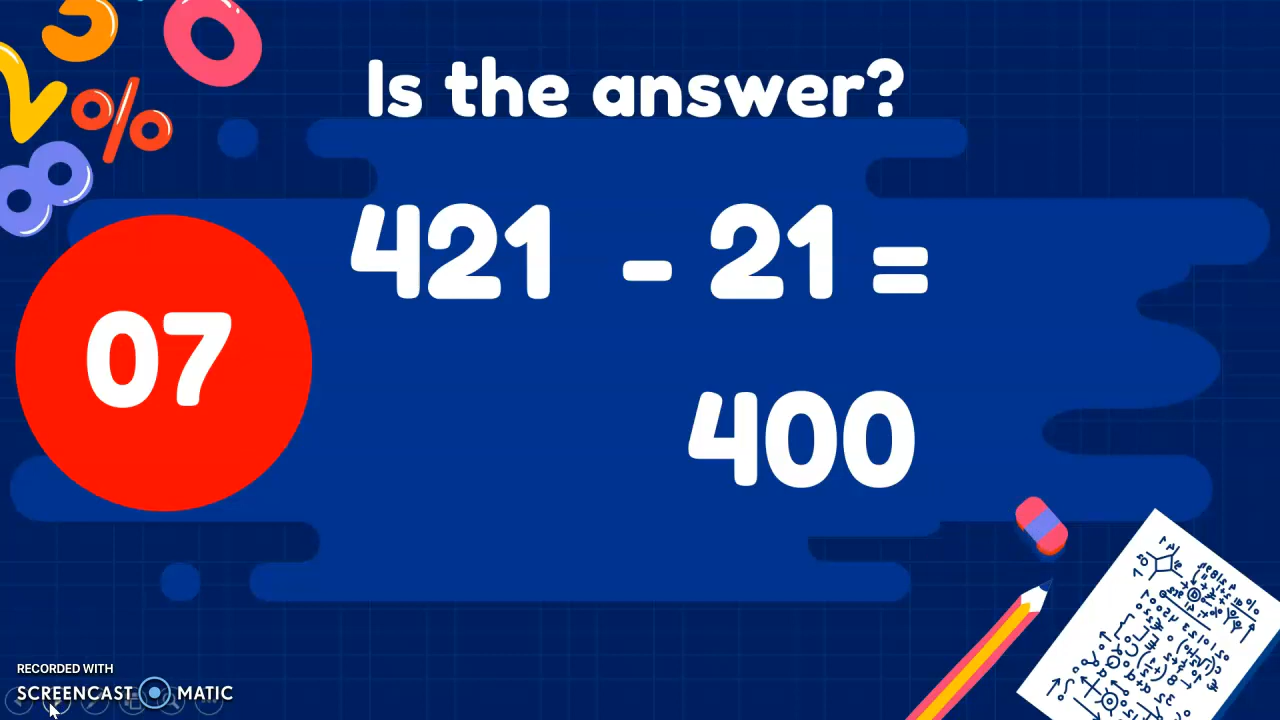 Is the answer?
421 - 21 =
07
400
RECORDED WITH
SCREENCAST MATIC